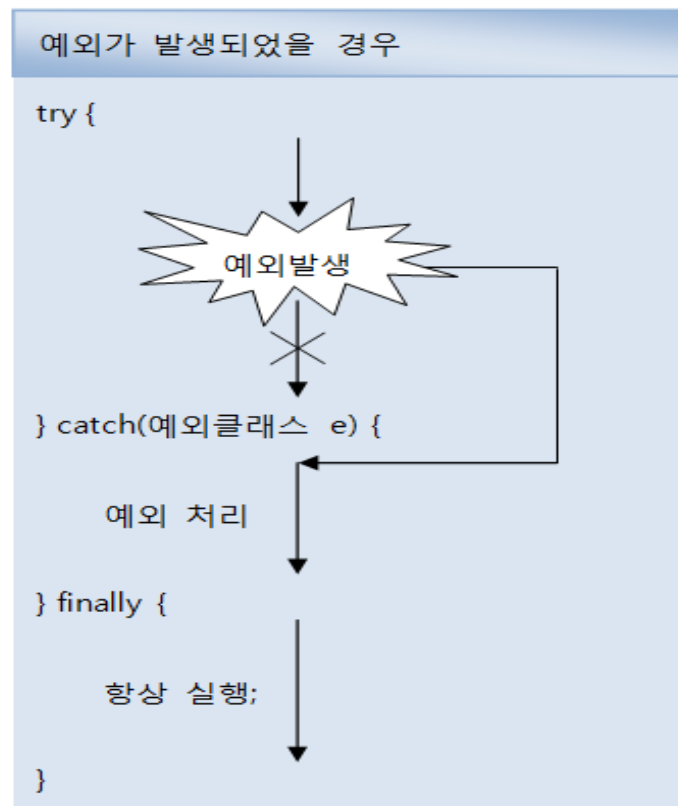 예외가 발생되었을 경우
try {
예외발생
} catch(예외클래스 e) {
예외 처리
} finally {
항상 실행;
}